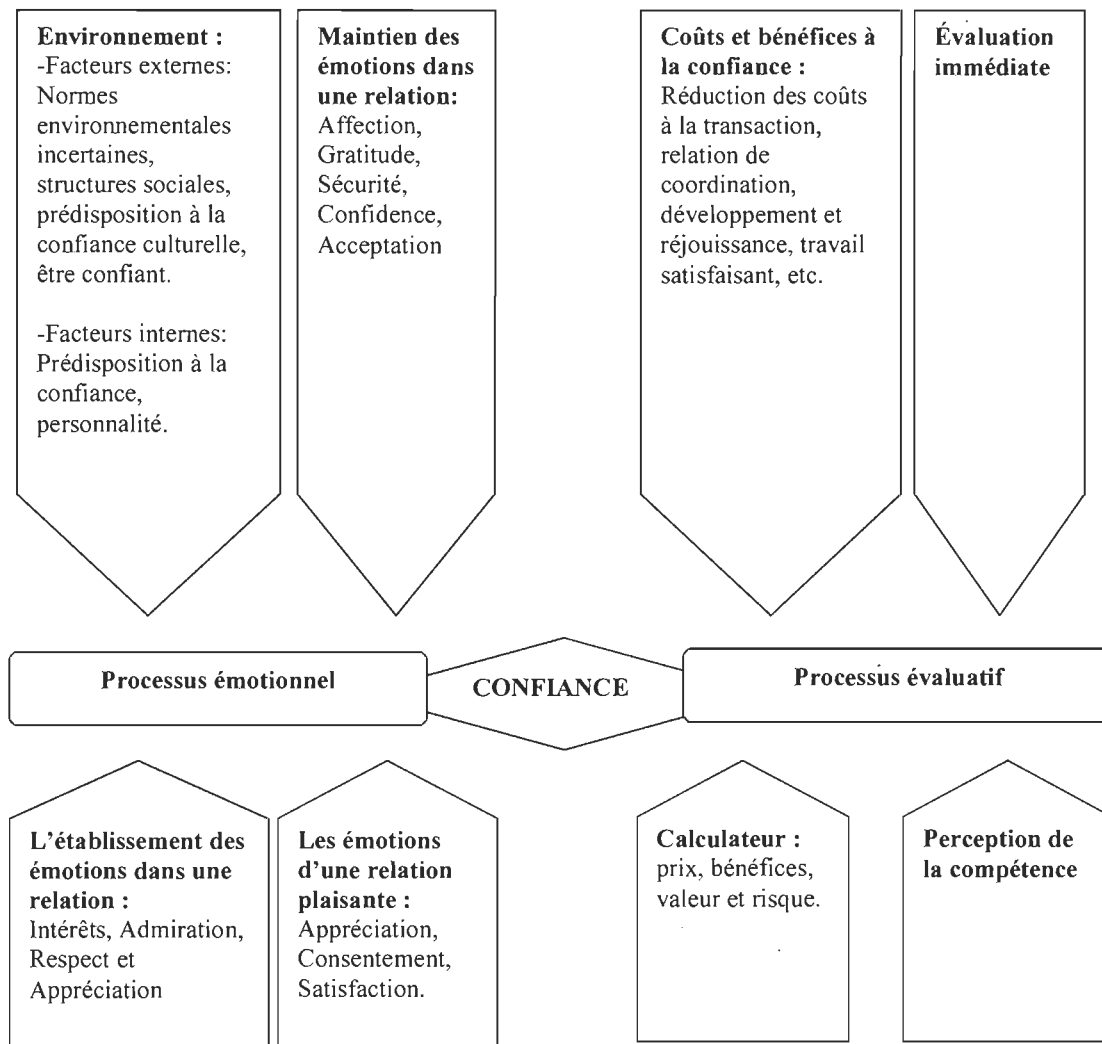 Environnement :
-Facteurs externes:
Normes
environnementales
incertaines,
structures sociales,
prédisposition à la
confiance culturelle,
être confiant.
-Facteurs internes:
Prédisposition à la
confiance,
personnalité.
Maintien des
émotions dans
une relation:
Affection,
Gratitude,
Sécurité,
Confidence,
Acceptation
Coûts et bénéfices à
la confiance :
Réduction des coûts
à la transaction,
relation de
coordination,
développement et
réjouissance, travail
satisfaisant, etc.
Évaluation
immédiate
Processus émotionnel
CONFIANCE
Processus évaluatif
L'établissement des
émotions dans une
relation :
Intérêts, Admiration,
Respect et
Appréciation
Les émotions
d'une relation
plaisante :
Appréciation,
Consentement,
Satisfaction.
Calculateur :
prix, bénéfices,
valeur et risque.
Perception de
la compétence